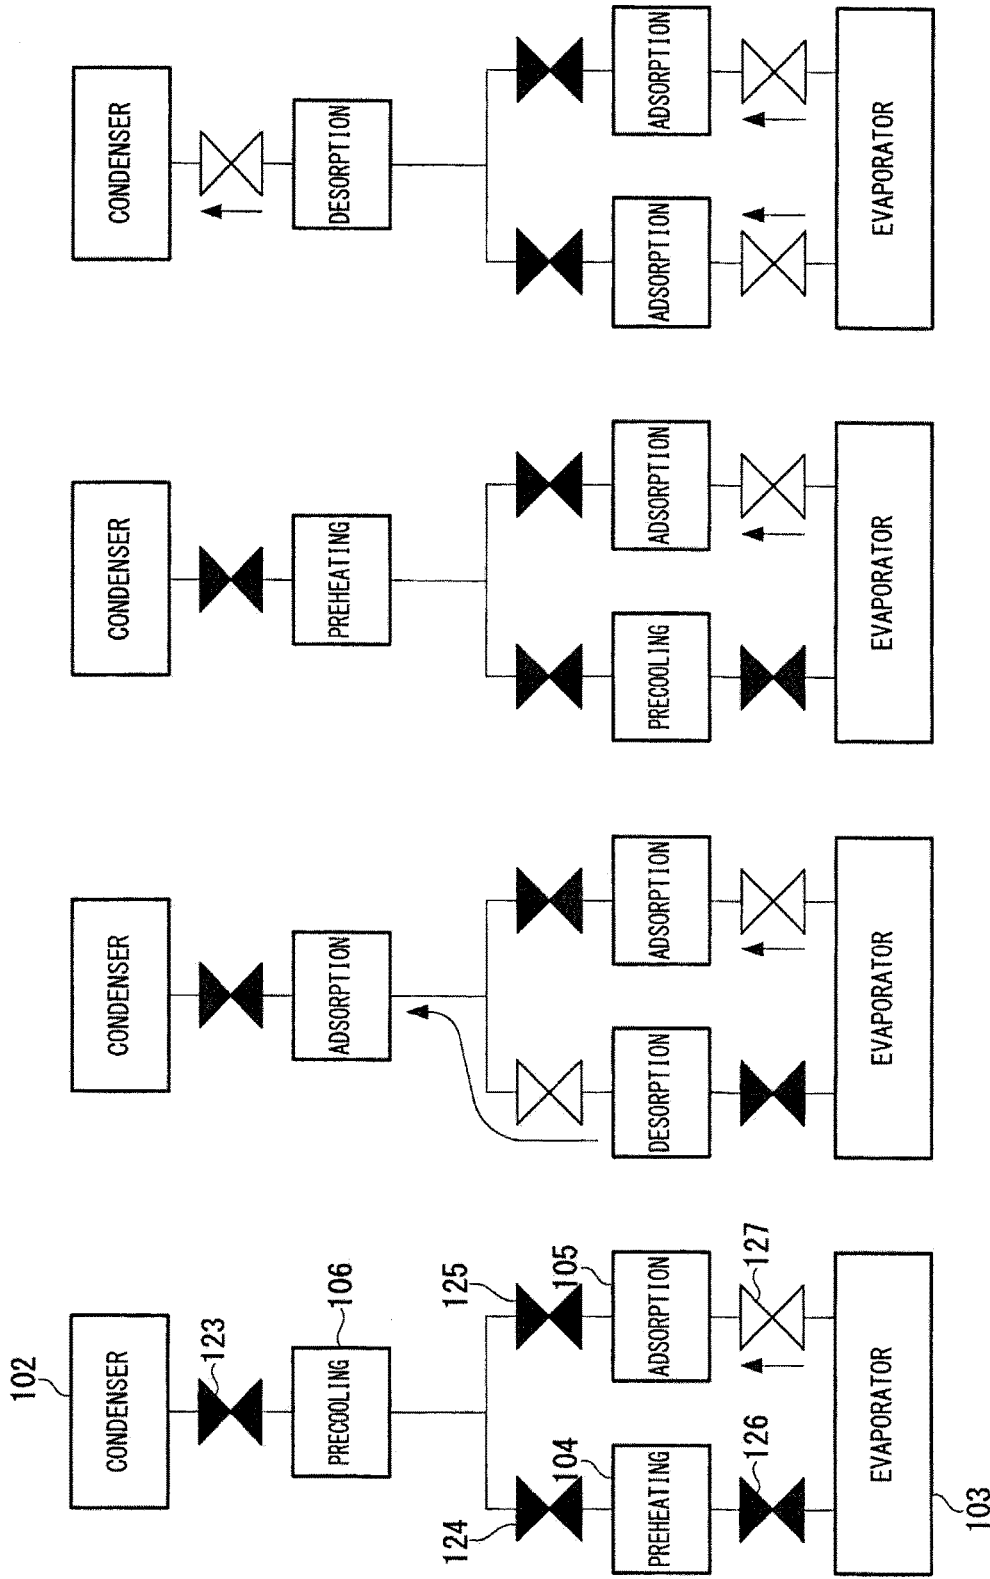 102
CONDENSER
123
PRECOOLING
106
124
125
104
PREHEATING
105
ADSORPTION
126
127
EVAPORATOR
103
CONDENSER
ADSORPTION
DESORPTION
ADSORPTION
EVAPORATOR
CONDENSER
PREHEATING
PRECOOLING
ADSORPTION
EVAPORATOR
CONDENSER
DESORPTION
ADSORPTION
ADSORPTION
EVAPORATOR